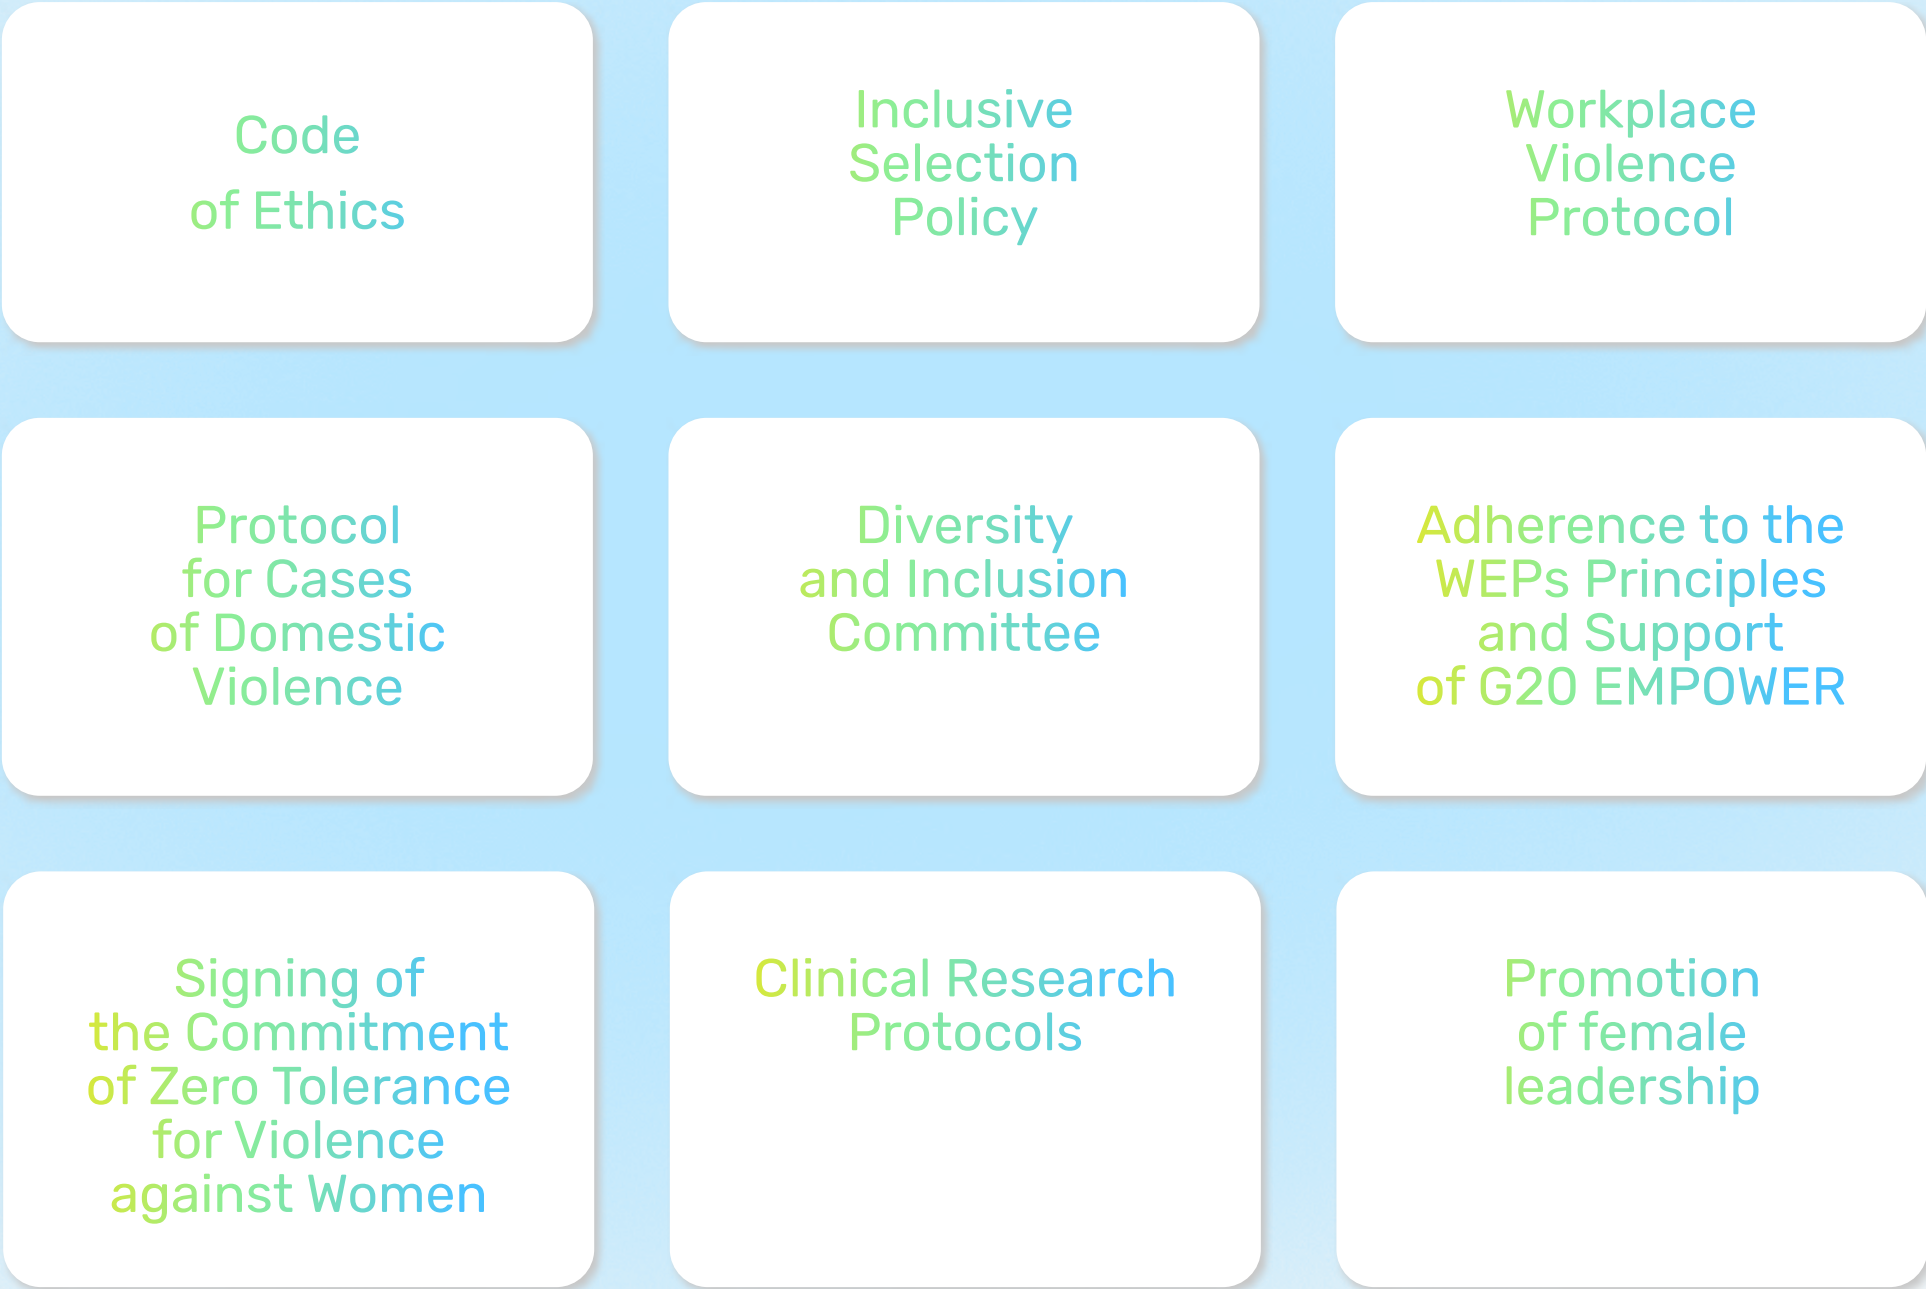 Code
of Ethics
Inclusive
Selection
Policy
Workplace
Violence
Protocol
Protocol
for Cases
of Domestic
Violence
Diversity
and Inclusion
Committee
Adherence to the
WEPs Principles
and Support
of G20 EMPOWER
Signing of
the Commitment
of Zero Tolerance
for Violence
against Women
Clinical Research
Protocols
Promotion
of female
leadership